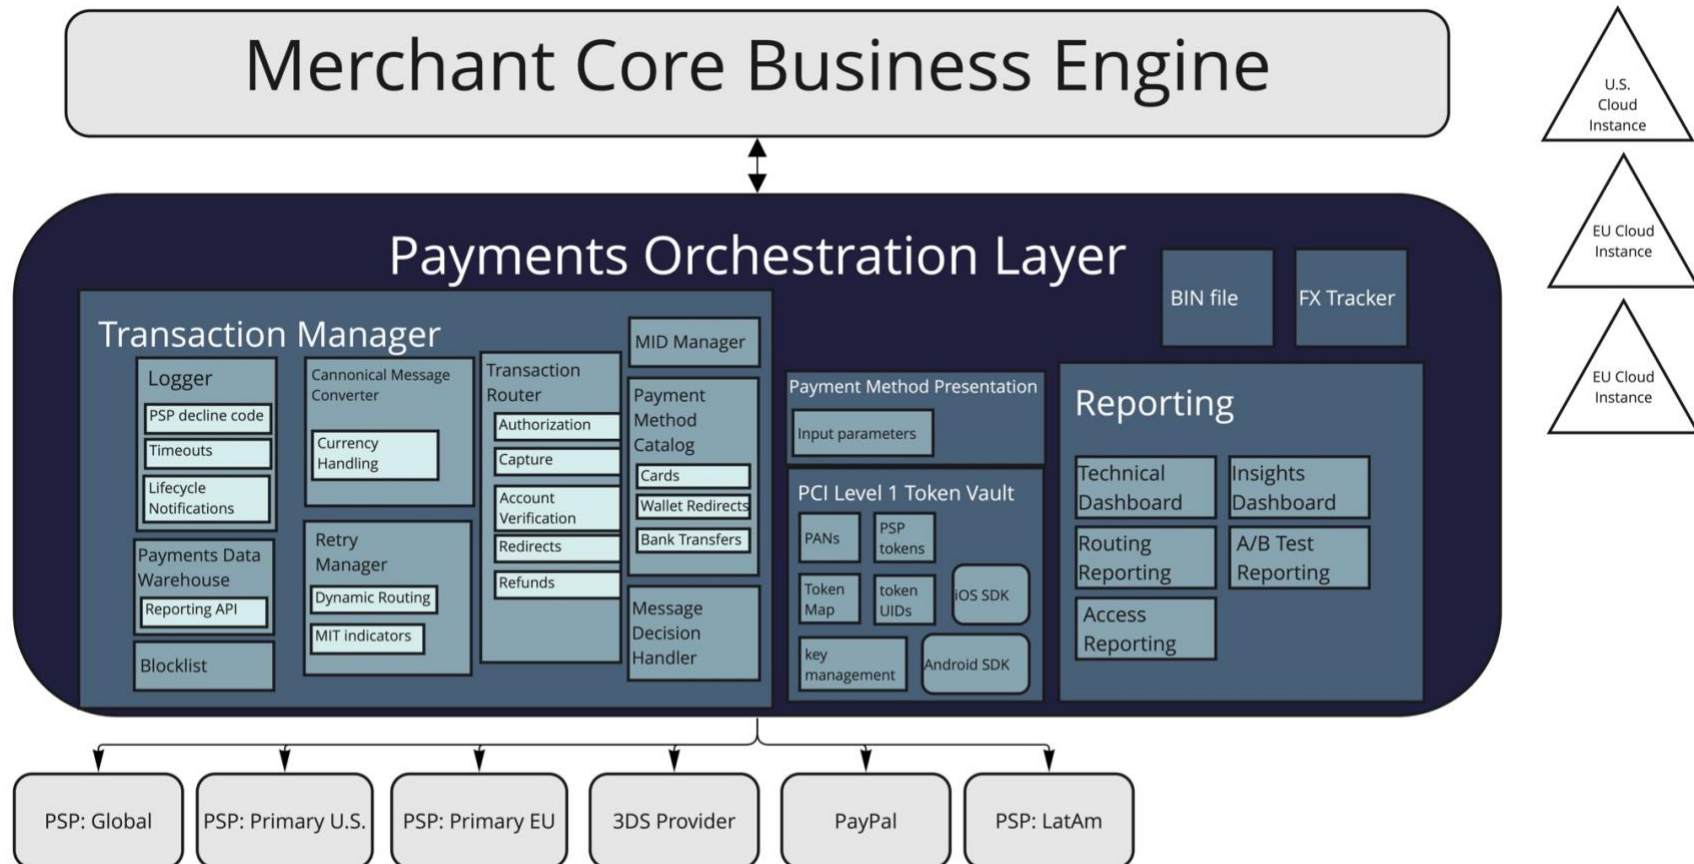 Merchant Core Business Engine
U.S.
Cloud
Instance
EU Cloud
Instance
EU Cloud
Instance
Payments Orchestration Layer
BIN file
FX Tracker
Transaction Manager
Logger
PSP decline code
Timeouts
Lifecycle
Notifications
Payments Data
Warehouse
Reporting API
Blocklist
Cannonical Message
Converter
Currency
Handling
Retry
Manager
Dynamic Routing
MIT indicators
Transaction
Router
Authorization
Capture
Account
Verification
Redirects
Refunds
MID Manager
Payment
Method
Catalog
Cards
Wallet Redirects
Bank Transfers
Message
Decision
Handler
Payment Method Presentation
Input parameters
PCI Level 1 Token Vault
PANs
PSP
tokens
Token
Map
token
UIDs
iOS SDK
key
management
Android SDK
Reporting
Technical
Dashboard
Insights
Dashboard
Routing
Reporting
A/B Test
Reporting
Access
Reporting
PSP: Global
PSP: Primary U.S.
PSP: Primary EU
3DS Provider
PayPal
PSP: LatAm